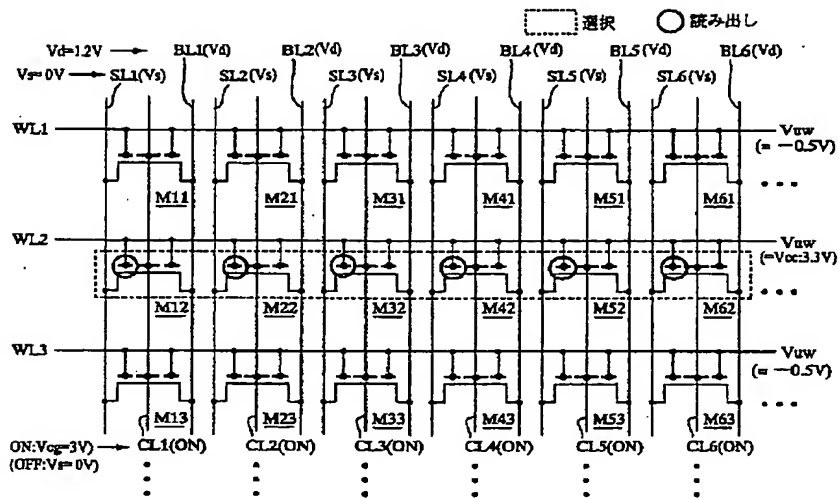 選択 読み出し
Vd=1.2V BL1(Vd) BL2(Vd) BL3(Vd) BL4(Vd) BL5(Vd) BL6(Vd)
Vs=0V SL1(Vs) SL2(Vs) SL3(Vs) SL4(Vs) SL5(Vs) SL6(Vs)
WL1 Vuw
(= −0.5V)
M11 M21 M31 M41 M51 M61
WL2 Vuw
(=Vcc:3.3V)
M12 M22 M32 M42 M52 M62
WL3 Vuw
(= −0.5V)
M13 M23 M33 M43 M53 M63
ON:Vcg=3V) CL1(ON) CL2(ON) CL3(ON) CL4(ON) CL5(ON) CL6(ON)
(OFF:Vs=0V)